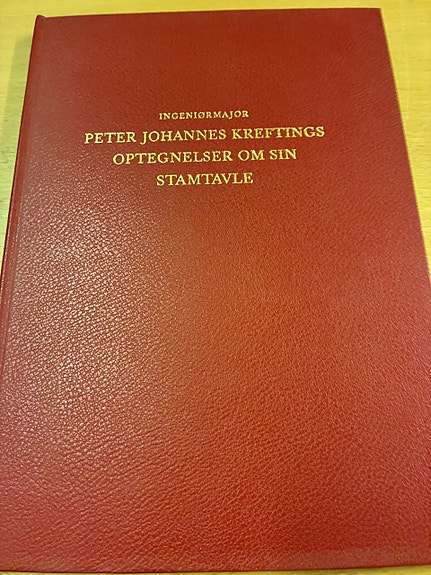 INGENIØRMAJOR
PETER JOHANNES KREFTINGS
OPTEGNELSER OM SIN
STAMTAVLE